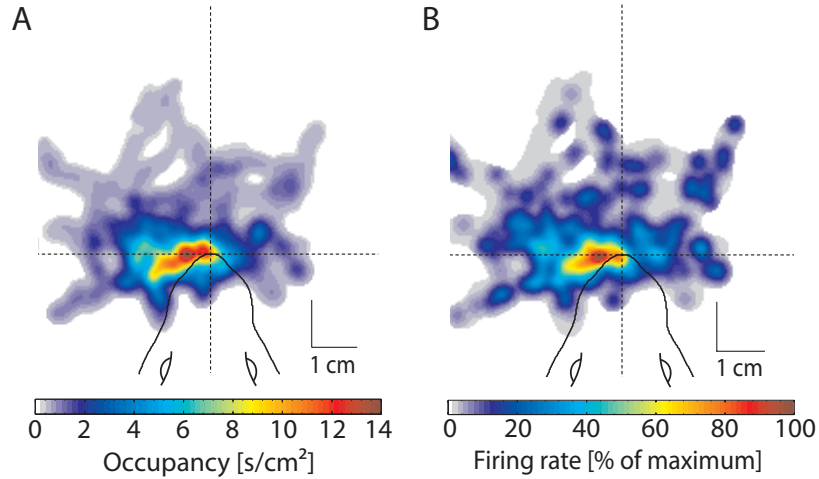 A
1 cm
0 2 4 6 8 10 12 14
Occupancy [s/cm²]
B
1 cm
0 20 40 60 80 100
Firing rate [% of maximum]